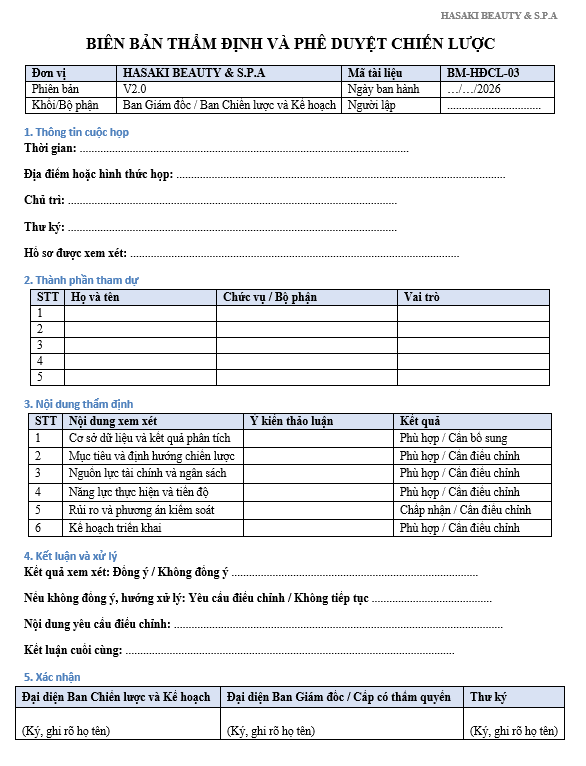 HASAKI BEAUTY & S.P.A
BIÊN BẢN THẨM ĐỊNH VÀ PHÊ DUYỆT CHIẾN LƯỢC
Đơn vị HASAKI BEAUTY & S.P.A Mã tài liệu BM-HĐCL-03
Phiên bản V2.0 Ngày ban hành …/…/2026
Khối/Bộ phận Ban Giám đốc / Ban Chiến lược và Kế hoạch Người lập ................................
1. Thông tin cuộc họp
Thời gian: ..............................................................................................................
Địa điểm hoặc hình thức họp: ..............................................................................................................
Chủ trì: ..............................................................................................................
Thư ký: ..............................................................................................................
Hồ sơ được xem xét: ..............................................................................................................
2. Thành phần tham dự
STT Họ và tên Chức vụ / Bộ phận Vai trò
1
2
3
4
5
3. Nội dung thẩm định
STT Nội dung xem xét Ý kiến thảo luận Kết quả
1 Cơ sở dữ liệu và kết quả phân tích Phù hợp / Cần bổ sung
2 Mục tiêu và định hướng chiến lược Phù hợp / Cần điều chỉnh
3 Nguồn lực tài chính và ngân sách Phù hợp / Cần điều chỉnh
4 Năng lực thực hiện và tiến độ Phù hợp / Cần điều chỉnh
5 Rủi ro và phương án kiểm soát Chấp nhận / Cần điều chỉnh
6 Kế hoạch triển khai Phù hợp / Cần điều chỉnh
4. Kết luận và xử lý
Kết quả xem xét: Đồng ý / Không đồng ý ..................................................................................
Nếu không đồng ý, hướng xử lý: Yêu cầu điều chỉnh / Không tiếp tục ........................................
Nội dung yêu cầu điều chỉnh: ..............................................................................................................
Kết luận cuối cùng: ..............................................................................................................
5. Xác nhận
Đại diện Ban Chiến lược và Kế hoạch Đại diện Ban Giám đốc / Cấp có thẩm quyền Thư ký
(Ký, ghi rõ họ tên) (Ký, ghi rõ họ tên) (Ký, ghi rõ họ tên)